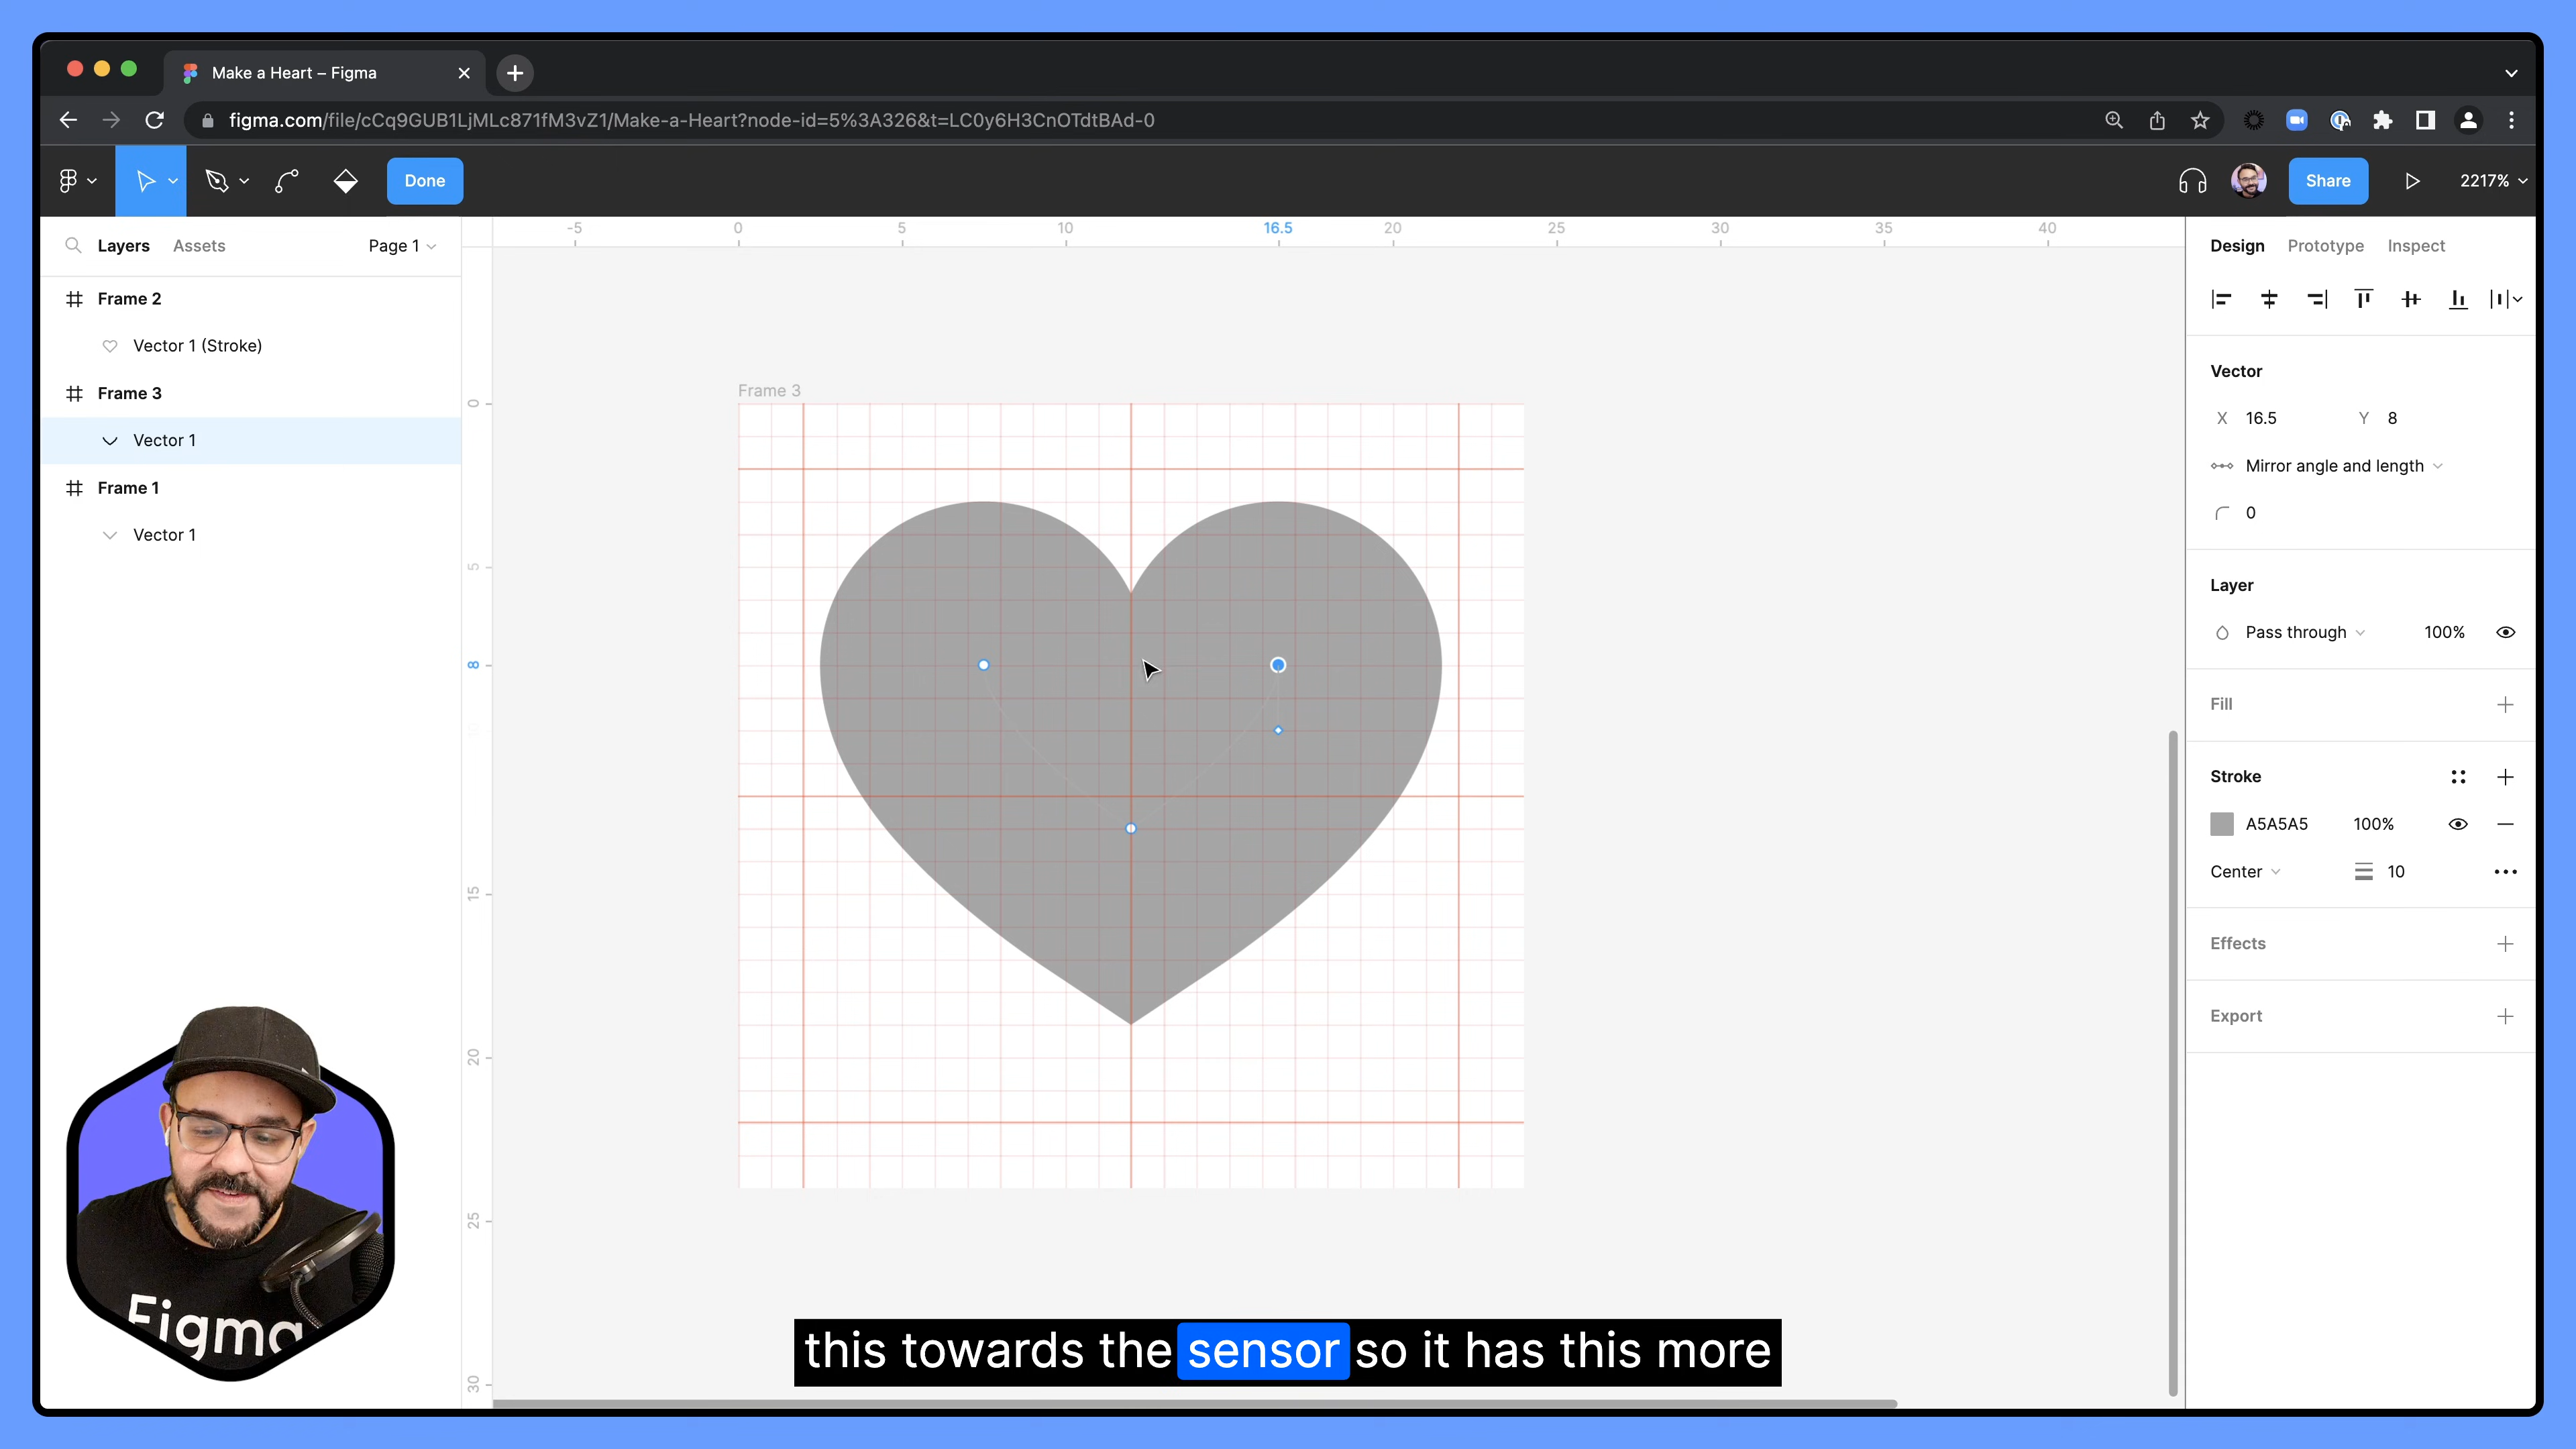 Make a Heart – Figma
figma.com/file/cCq9GUB1LjMLc871fM3vZ1/Make-a-Heart?node-id=5%3A326&t=LC0y6H3CnOTdtBAd-0
Done
Share
2217%
Layers
Assets
Page 1
Frame 2
Vector 1 (Stroke)
Frame 3
Vector 1
Frame 1
Vector 1
-5
0
5
10
16.5
20
25
30
35
40
0
5
8
15
20
25
30
Frame 3
Design
Prototype
Inspect
Vector
X 16.5
Y 8
Mirror angle and length
0
Layer
Pass through
100%
Fill
Stroke
A5A5A5
100%
Center
10
Effects
Export
Figma
this towards the sensor so it has this more